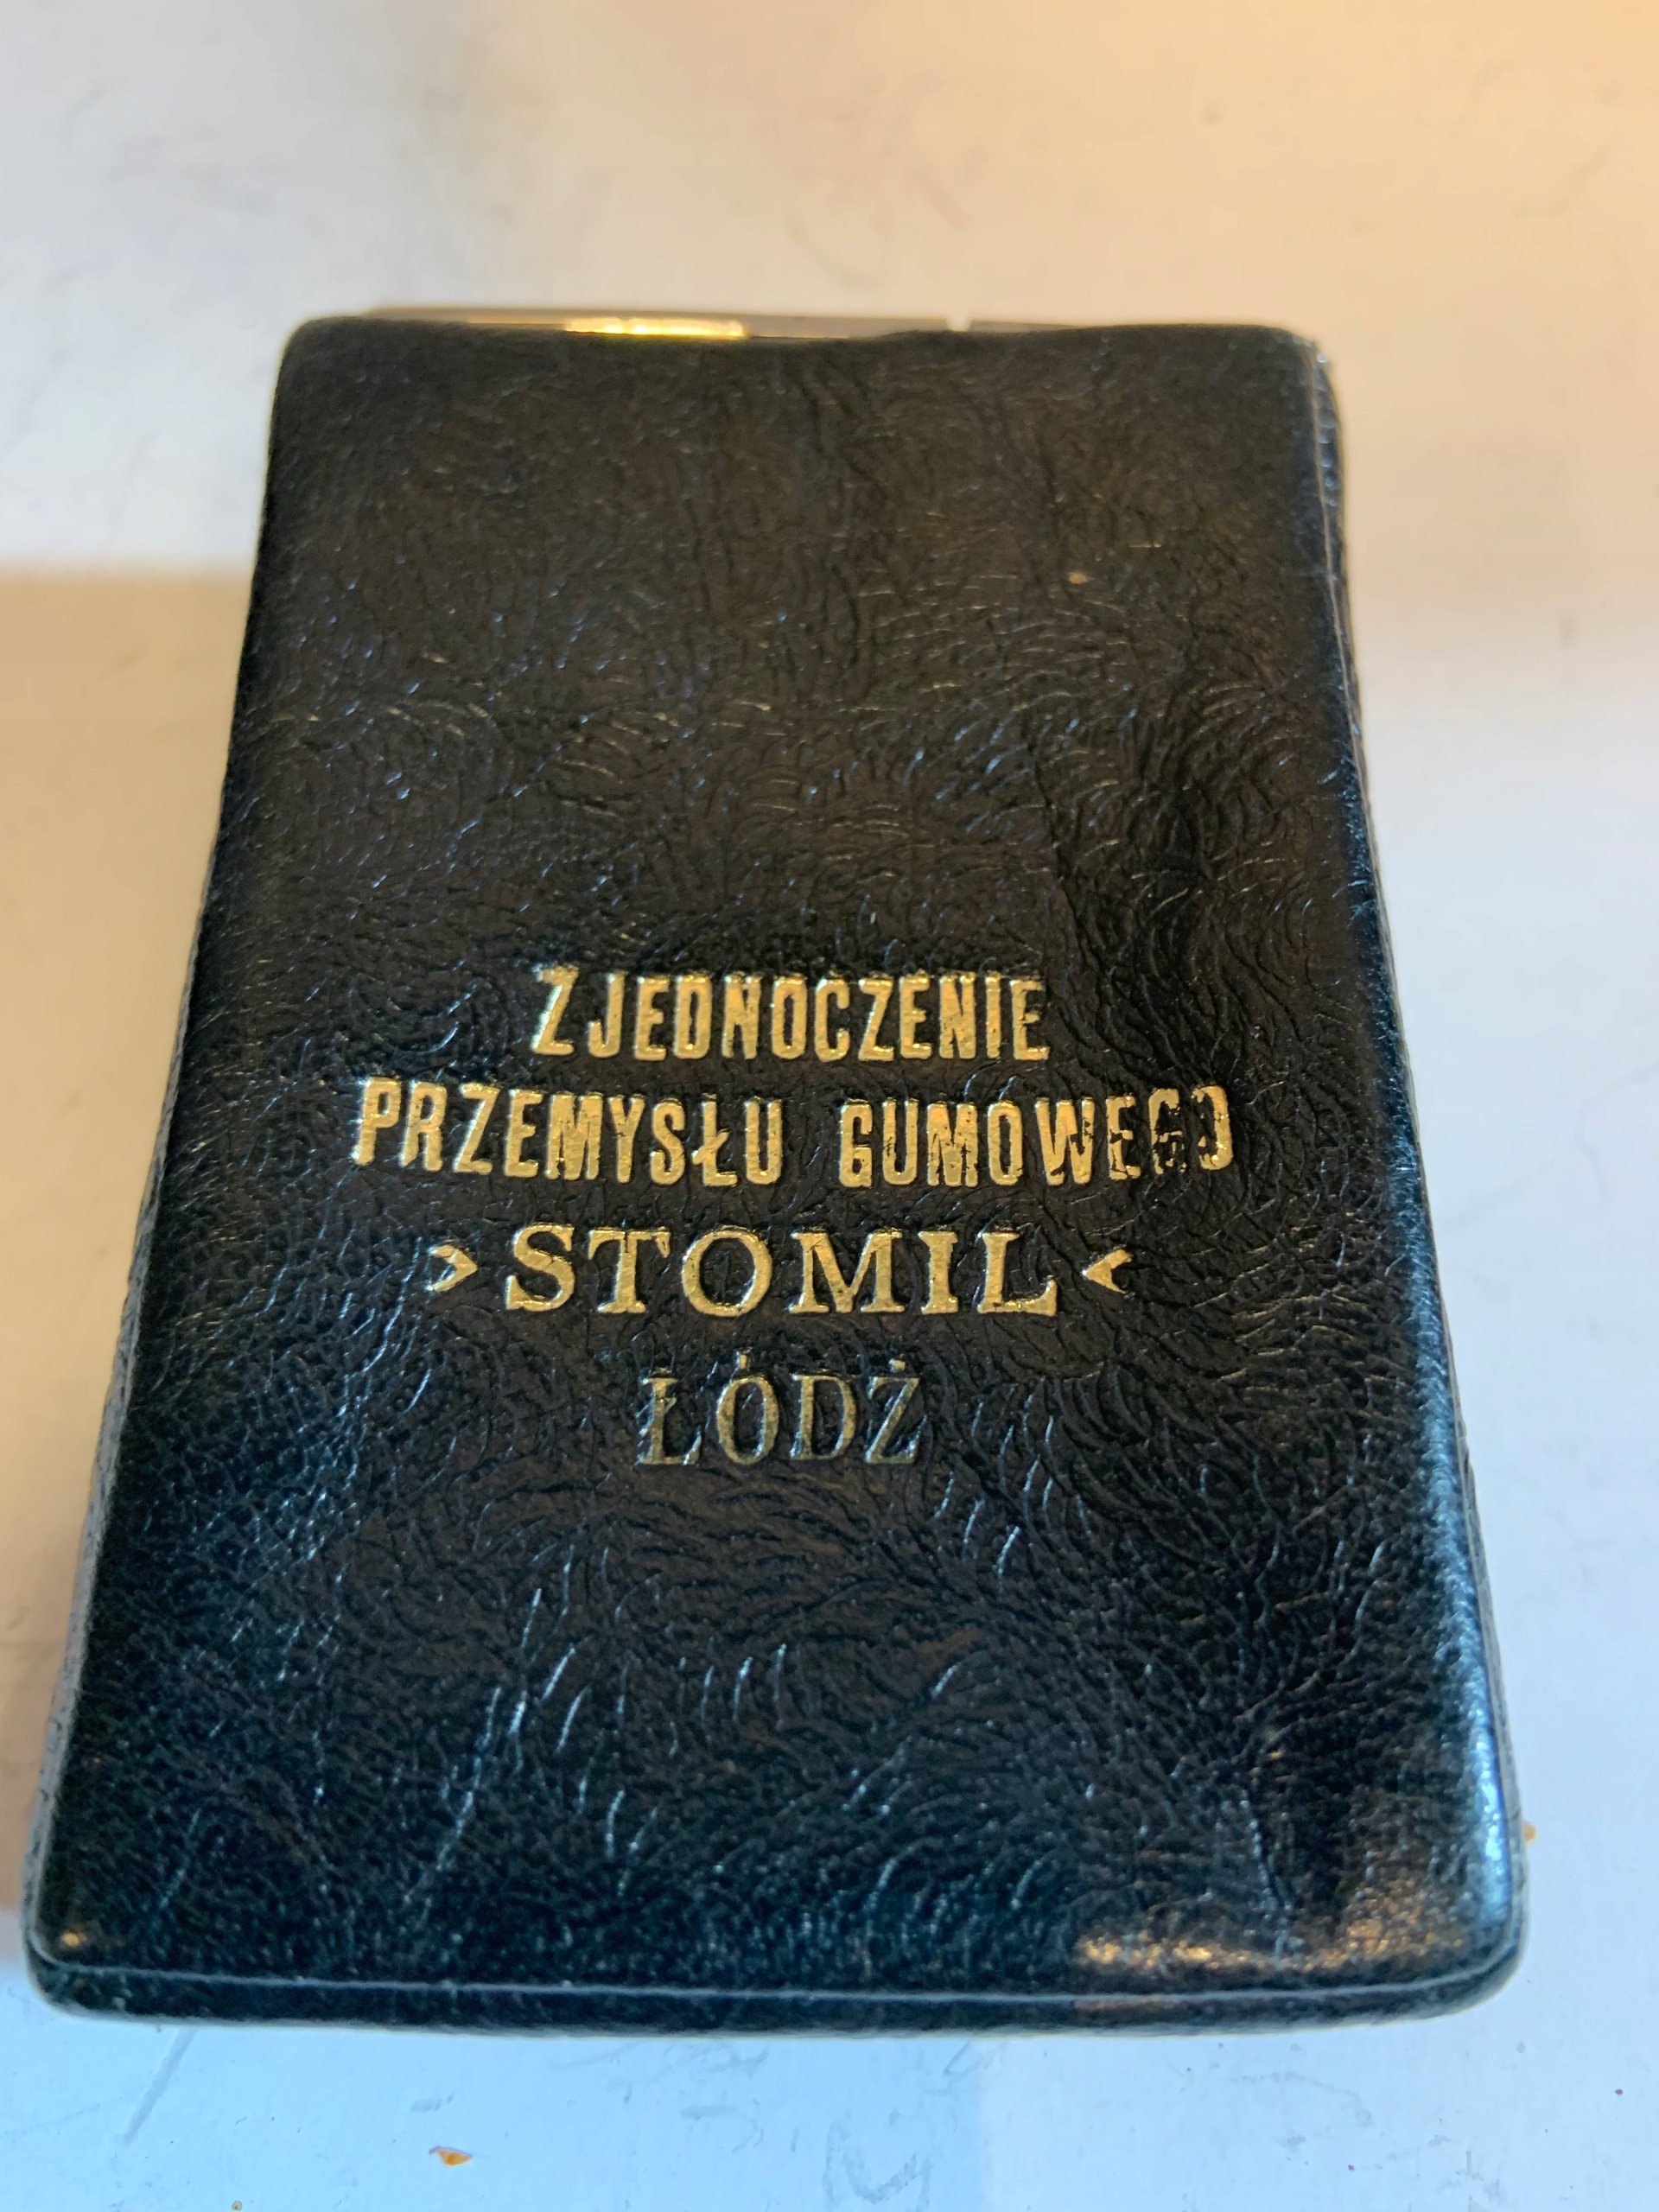 ZJEDNOCZENIE
PRZEMYSŁU GUMOWEGO
>STOMIL<
ŁÓDŹ